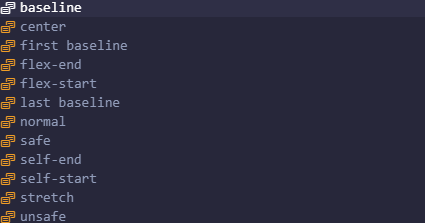 baseline
center
first baseline
flex-end
flex-start
last baseline
normal
safe
self-end
self-start
stretch
unsafe